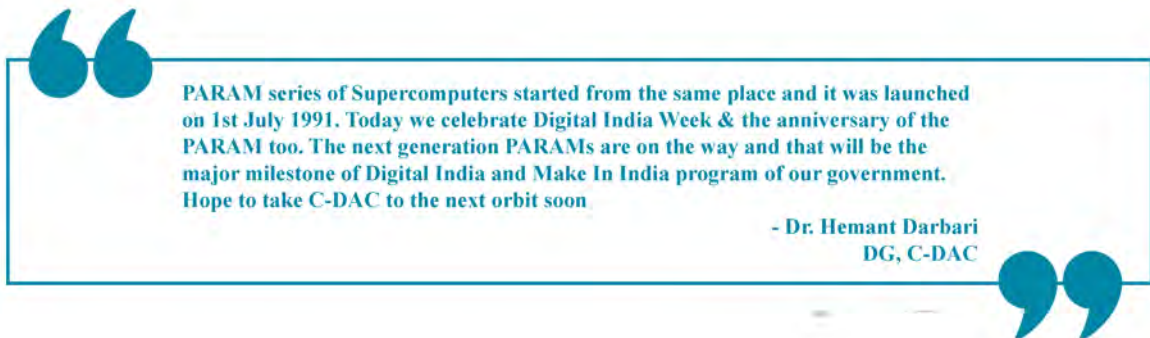 PARAM series of Supercomputers started from the same place and it was launched
on 1st July 1991. Today we celebrate Digital India Week & the anniversary of the
PARAM too. The next generation PARAMs are on the way and that will be the
major milestone of Digital India and Make In India program of our government.
Hope to take C-DAC to the next orbit soon
- Dr. Hemant Darbari
DG, C-DAC